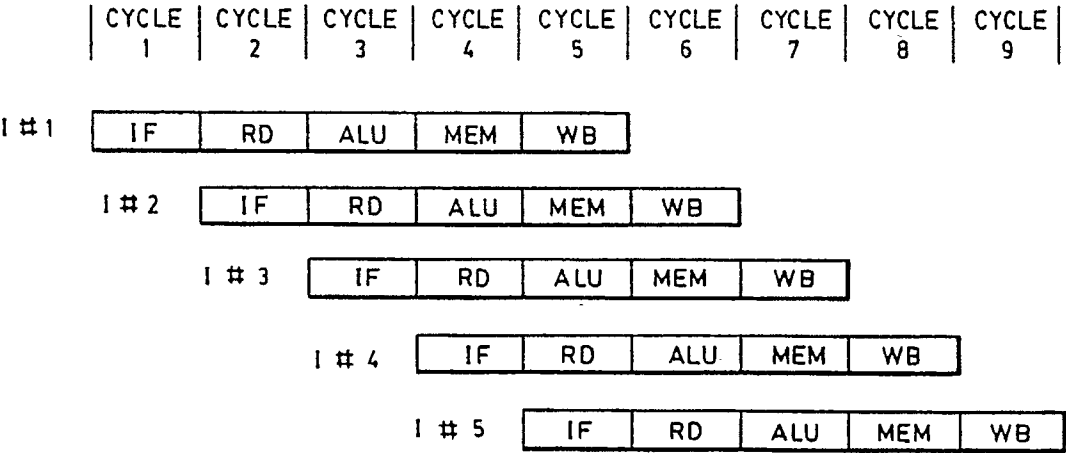 CYCLE CYCLE CYCLE CYCLE CYCLE CYCLE CYCLE CYCLE CYCLE
1 2 3 4 5 6 7 8 9
I #1 IF RD ALU MEM WB
I # 2 IF RD ALU MEM WB
I # 3 IF RD ALU MEM WB
I # 4 IF RD ALU MEM WB
I # 5 IF RD ALU MEM WB